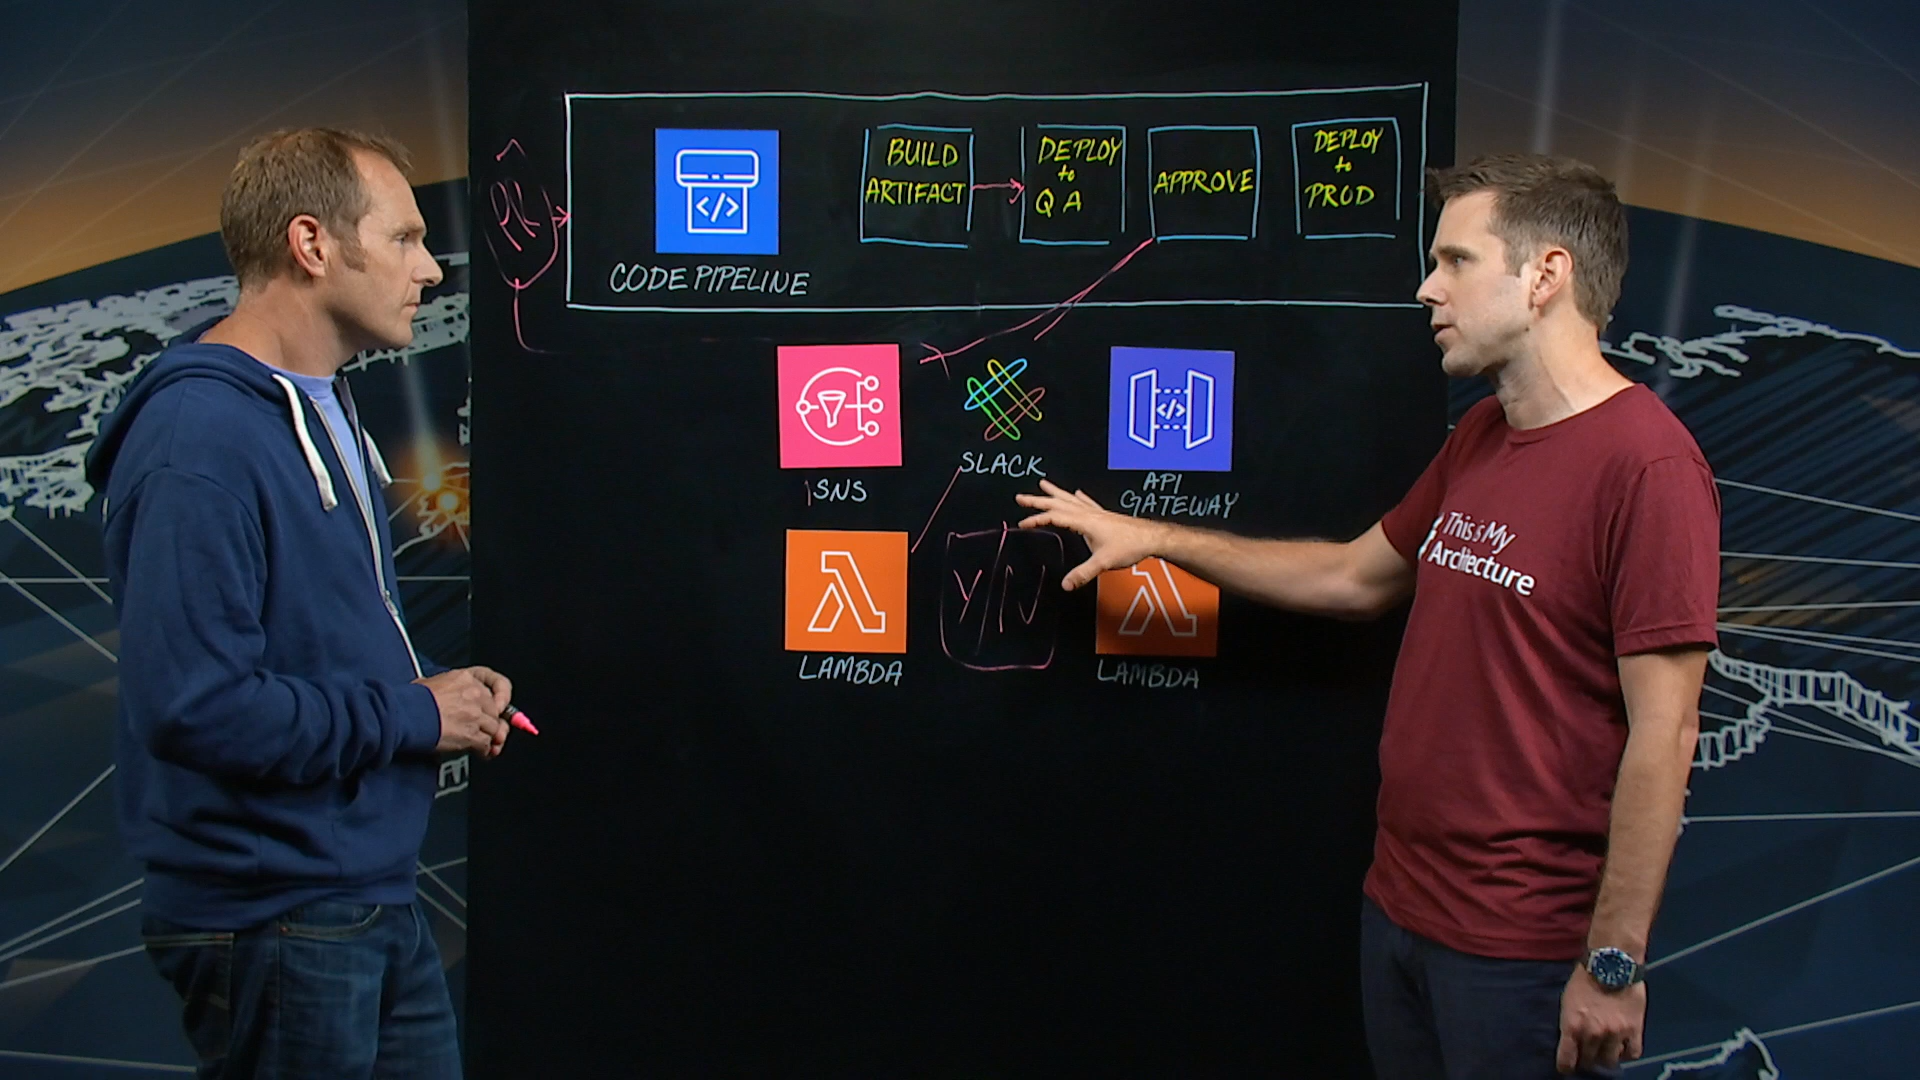 PR
CODE PIPELINE
</>
BUILD
ARTIFACT
DEPLOY
to
QA
APPROVE
DEPLOY
to
PROD
SNS
SLACK
</>
API
GATEWAY
LAMBDA
Y/N
LAMBDA
This is My
Architecture